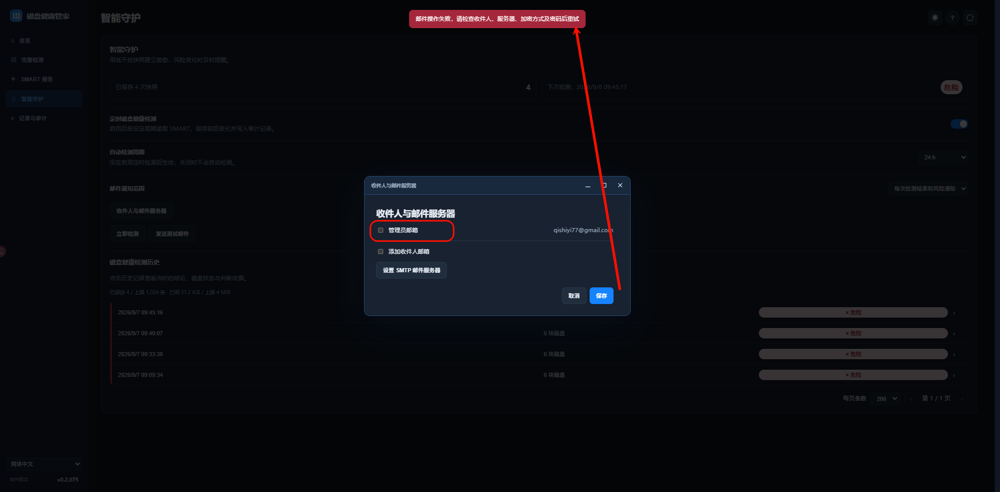 磁盘健康管家
智能守护
邮件操作失败，请检查收件人、服务器、加密方式及密码后重试
?
总览
完整检测
SMART 报告
智能守护
记录与审计
智能守护
用低干扰快照建立趋势，风险变化时及时提醒。
已保存 4 次快照
4
下次检测：2026/9/8 09:45:17
危险
定时磁盘健康检测
启用后按设定周期读取 SMART，保存前后变化并写入审计记录。
自动检测周期
仅在启用定时检测后生效；关闭时不会自动检测。
24 h
邮件通知范围
每次检测结果和风险通知
收件人与邮件服务器
立即检测
发送测试邮件
收件人与邮件服务器
收件人与邮件服务器
管理员邮箱
qishiyi77@gmail.com
添加收件人邮箱
设置 SMTP 邮件服务器
取消
保存
磁盘健康检测历史
点击历史记录查看当时的结论、磁盘状态与判断依据。
已保存 4 / 上限 1,024 条 · 已用 31.2 KiB / 上限 4 MiB
2026/9/7 09:45:16
× 危险
2026/9/7 09:40:07
6 块磁盘
× 危险
2026/9/7 09:33:38
6 块磁盘
× 危险
2026/9/7 09:09:34
6 块磁盘
× 危险
每页条数
200
第 1 / 1 页
简体中文
软件版本
v0.2.075